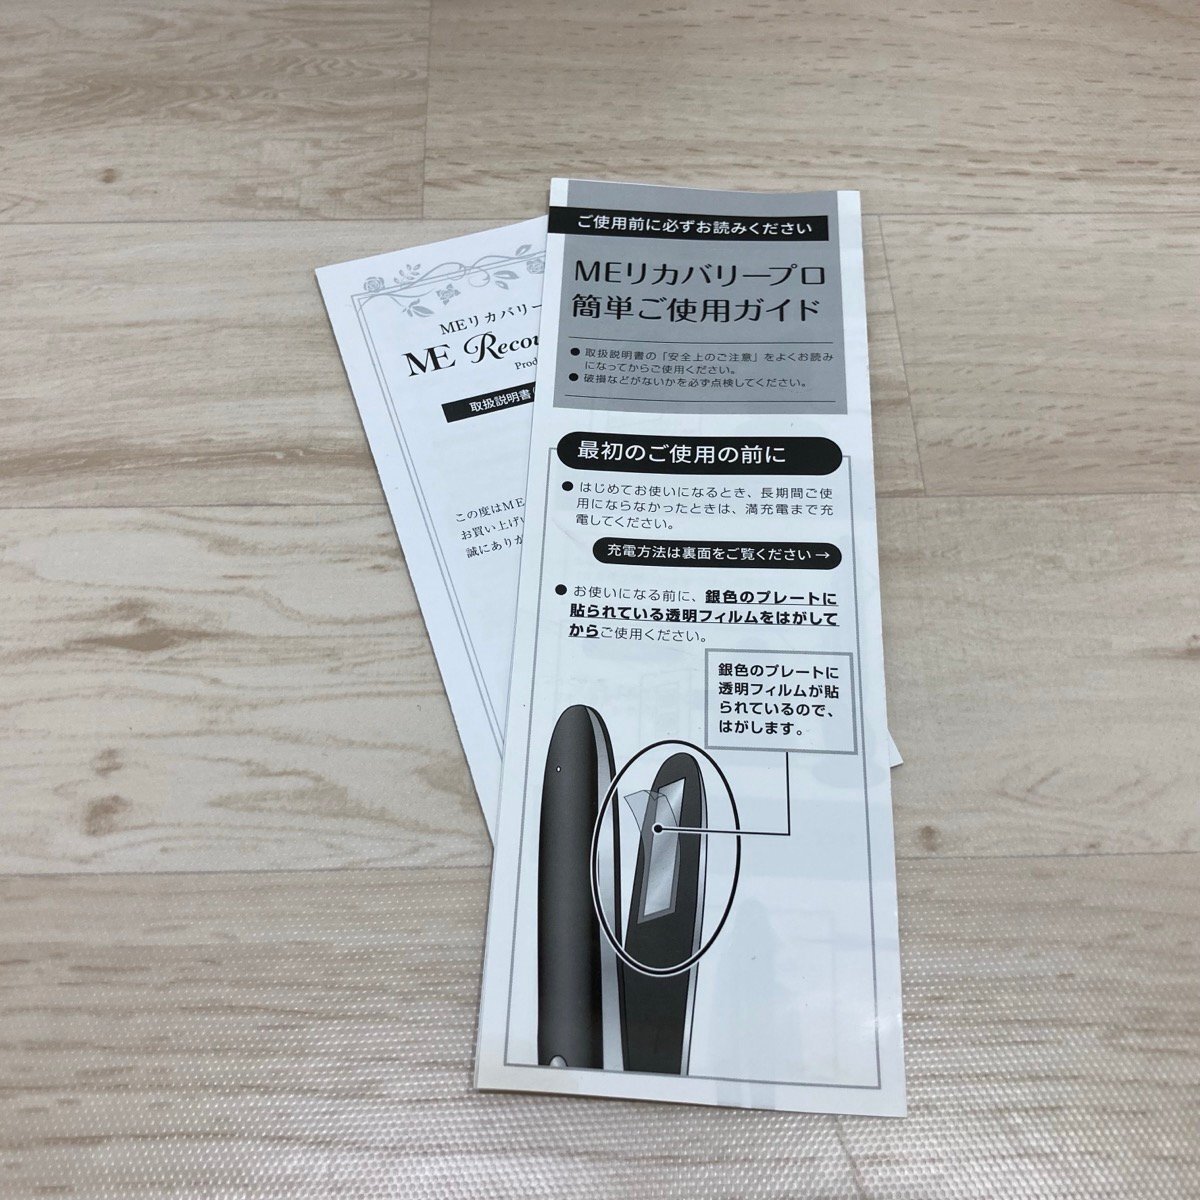 ご使用前に必ずお読みください
MEリカバリープロ
簡単ご使用ガイド
● 取扱説明書の「安全上のご注意」をよくお読み
になってからご使用ください。
● 破損などがないかを必ず点検してください。
最初のご使用の前に
● はじめてお使いになるとき、長期間ご使
用にならなかったときは、満充電まで充
電してください。
充電方法は裏面をご覧ください→
● お使いになる前に、銀色のプレートに
貼られている透明フィルムをはがして
からご使用ください。
銀色のプレートに
透明フィルムが貼
られているので、
はがします。
MEリカバリー
ME Recov
Prod
取扱説明書
この度はME
お買い上げい
誠にありが